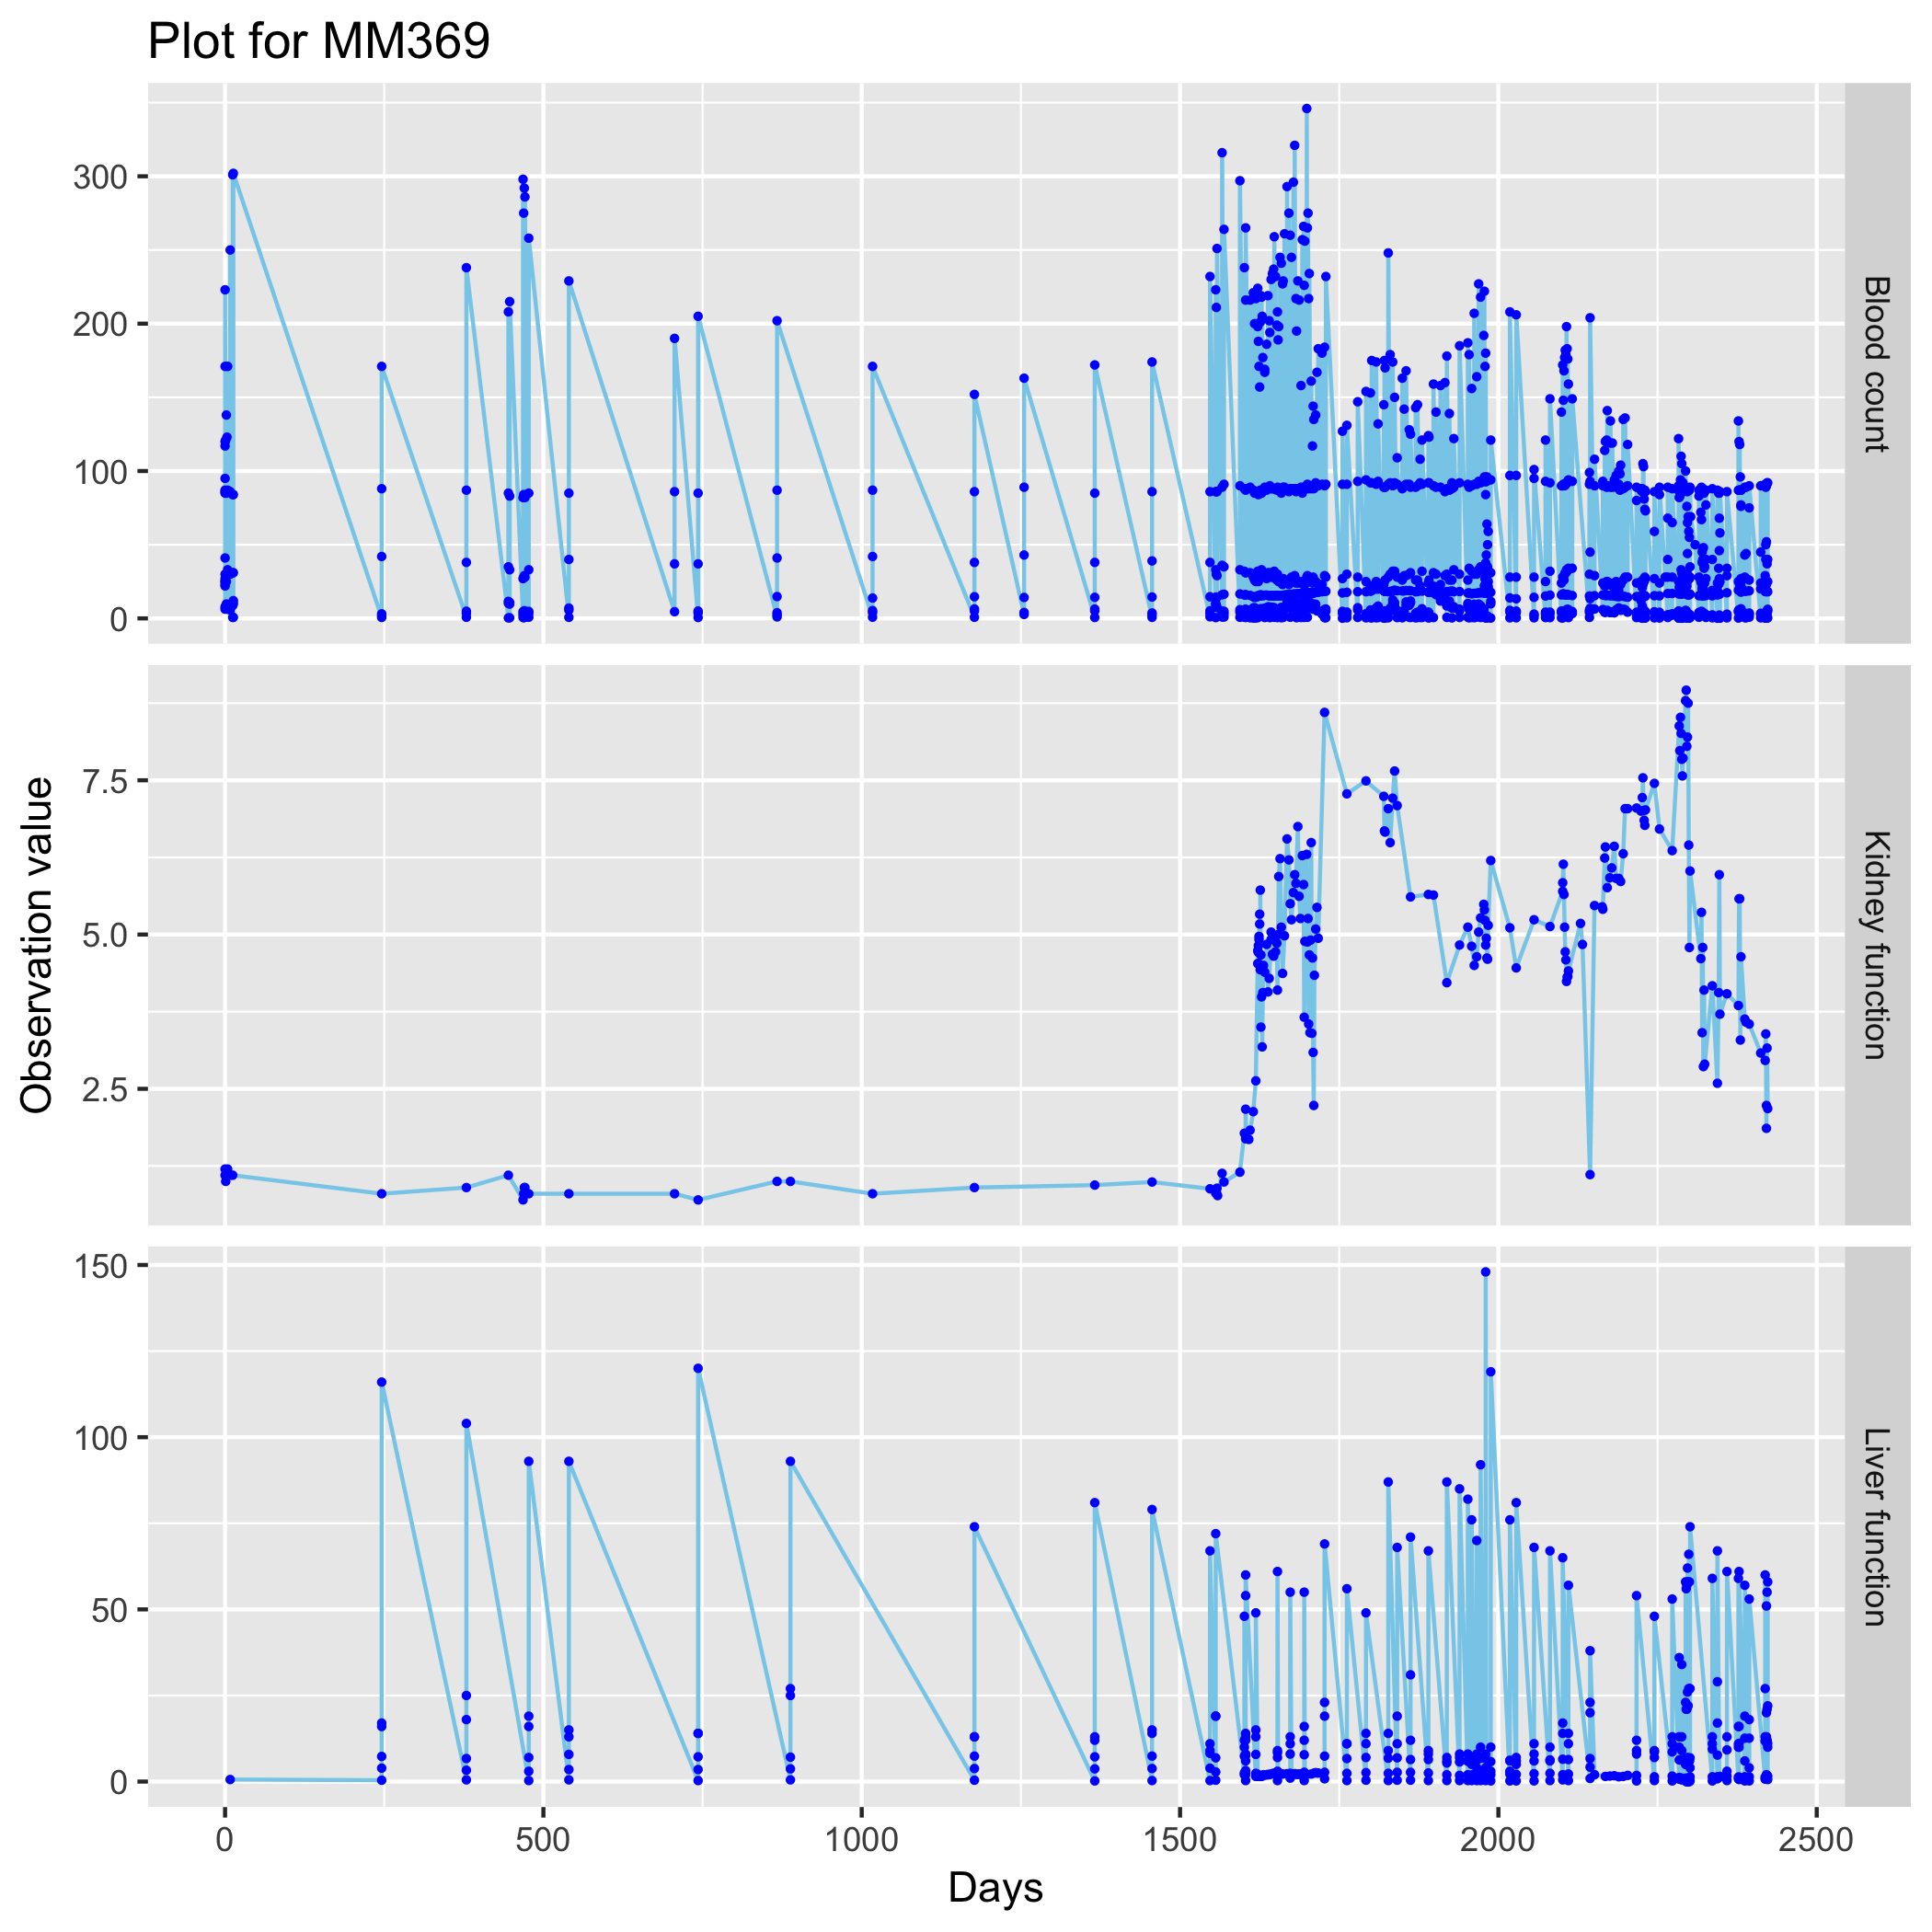 Plot for MM369
300
200
100
0
Blood count
7.5
5.0
2.5
Kidney function
150
100
50
0
Liver function
Observation value
0 500 1000 1500 2000 2500
Days